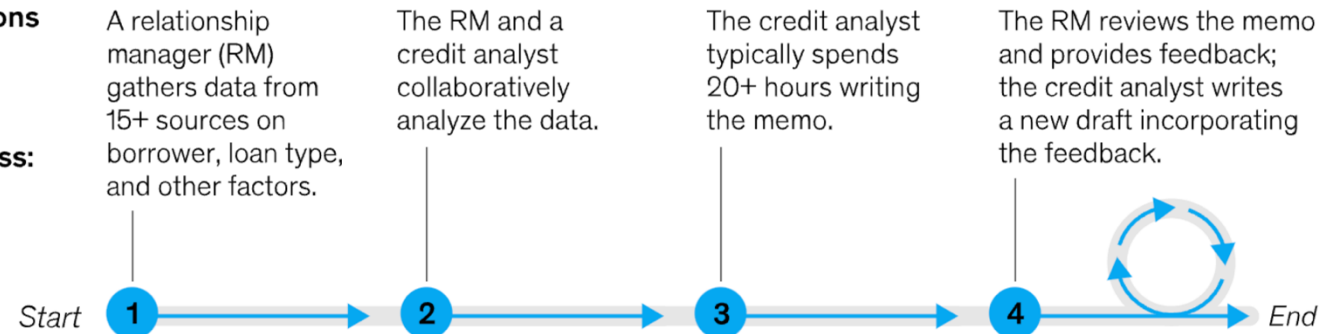 ons
ss:
A relationship
manager (RM)
gathers data from
15+ sources on
borrower, loan type,
and other factors.
The RM and a
credit analyst
collaboratively
analyze the data.
The credit analyst
typically spends
20+ hours writing
the memo.
The RM reviews the memo
and provides feedback;
the credit analyst writes
a new draft incorporating
the feedback.
Start
1
2
3
4
End